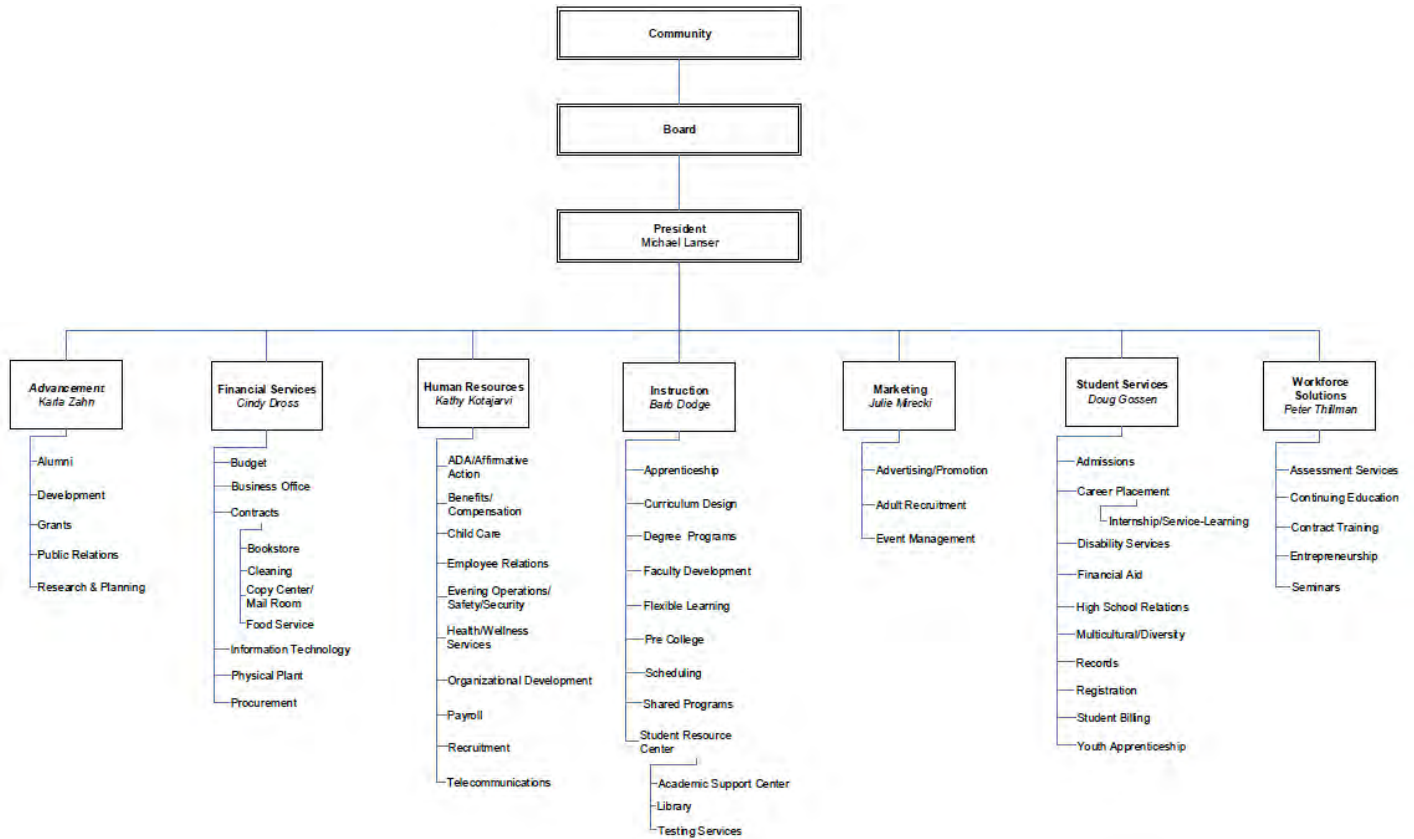 Community
Board
President
Michael Lanser
Advancement
Karla Zahn
Alumni
Development
Grants
Public Relations
Research & Planning
Financial Services
Cindy Dross
Budget
Business Office
Contracts
Bookstore
Cleaning
Copy Center/
Mail Room
Food Service
Information Technology
Physical Plant
Procurement
Human Resources
Kathy Kotajarvi
ADA/Affirmative
Action
Benefits/
Compensation
Child Care
Employee Relations
Evening Operations/
Safety/Security
Health/Wellness
Services
Organizational Development
Payroll
Recruitment
Telecommunications
Instruction
Barb Dodge
Apprenticeship
Curriculum Design
Degree Programs
Faculty Development
Flexible Learning
Pre College
Scheduling
Shared Programs
Student Resource
Center
Academic Support Center
Library
Testing Services
Marketing
Julie Mirecki
Advertising/Promotion
Adult Recruitment
Event Management
Student Services
Doug Gossen
Admissions
Career Placement
Internship/Service-Learning
Disability Services
Financial Aid
High School Relations
Multicultural/Diversity
Records
Registration
Student Billing
Youth Apprenticeship
Workforce
Solutions
Peter Thillman
Assessment Services
Continuing Education
Contract Training
Entrepreneurship
Seminars